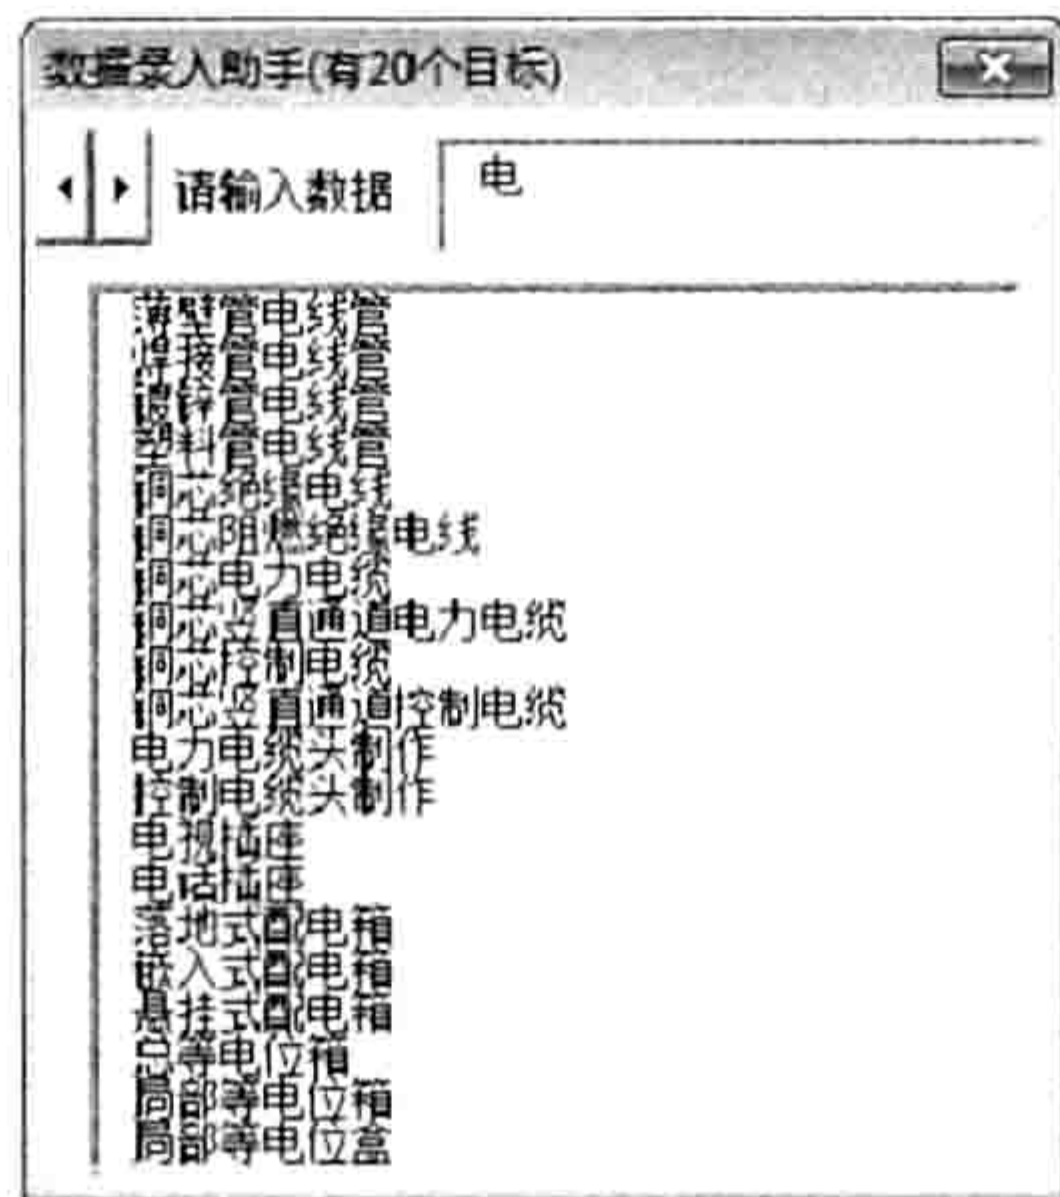 数据录入助手(有20个目标)
请输入数据
电
薄壁管电线管
焊接管电线管
镀锌管电线管
塑料管电线管
铜芯绝缘电线
铜芯阻燃绝缘电线
铜芯电力电缆
铜芯竖直通道电力电缆
铜芯控制电缆
铜芯竖直通道控制电缆
电力电缆头制作
控制电缆头制作
电视插座
电话插座
落地式配电箱
嵌入式配电箱
悬挂式配电箱
总等电位箱
局部等电位箱
局部等电位盒